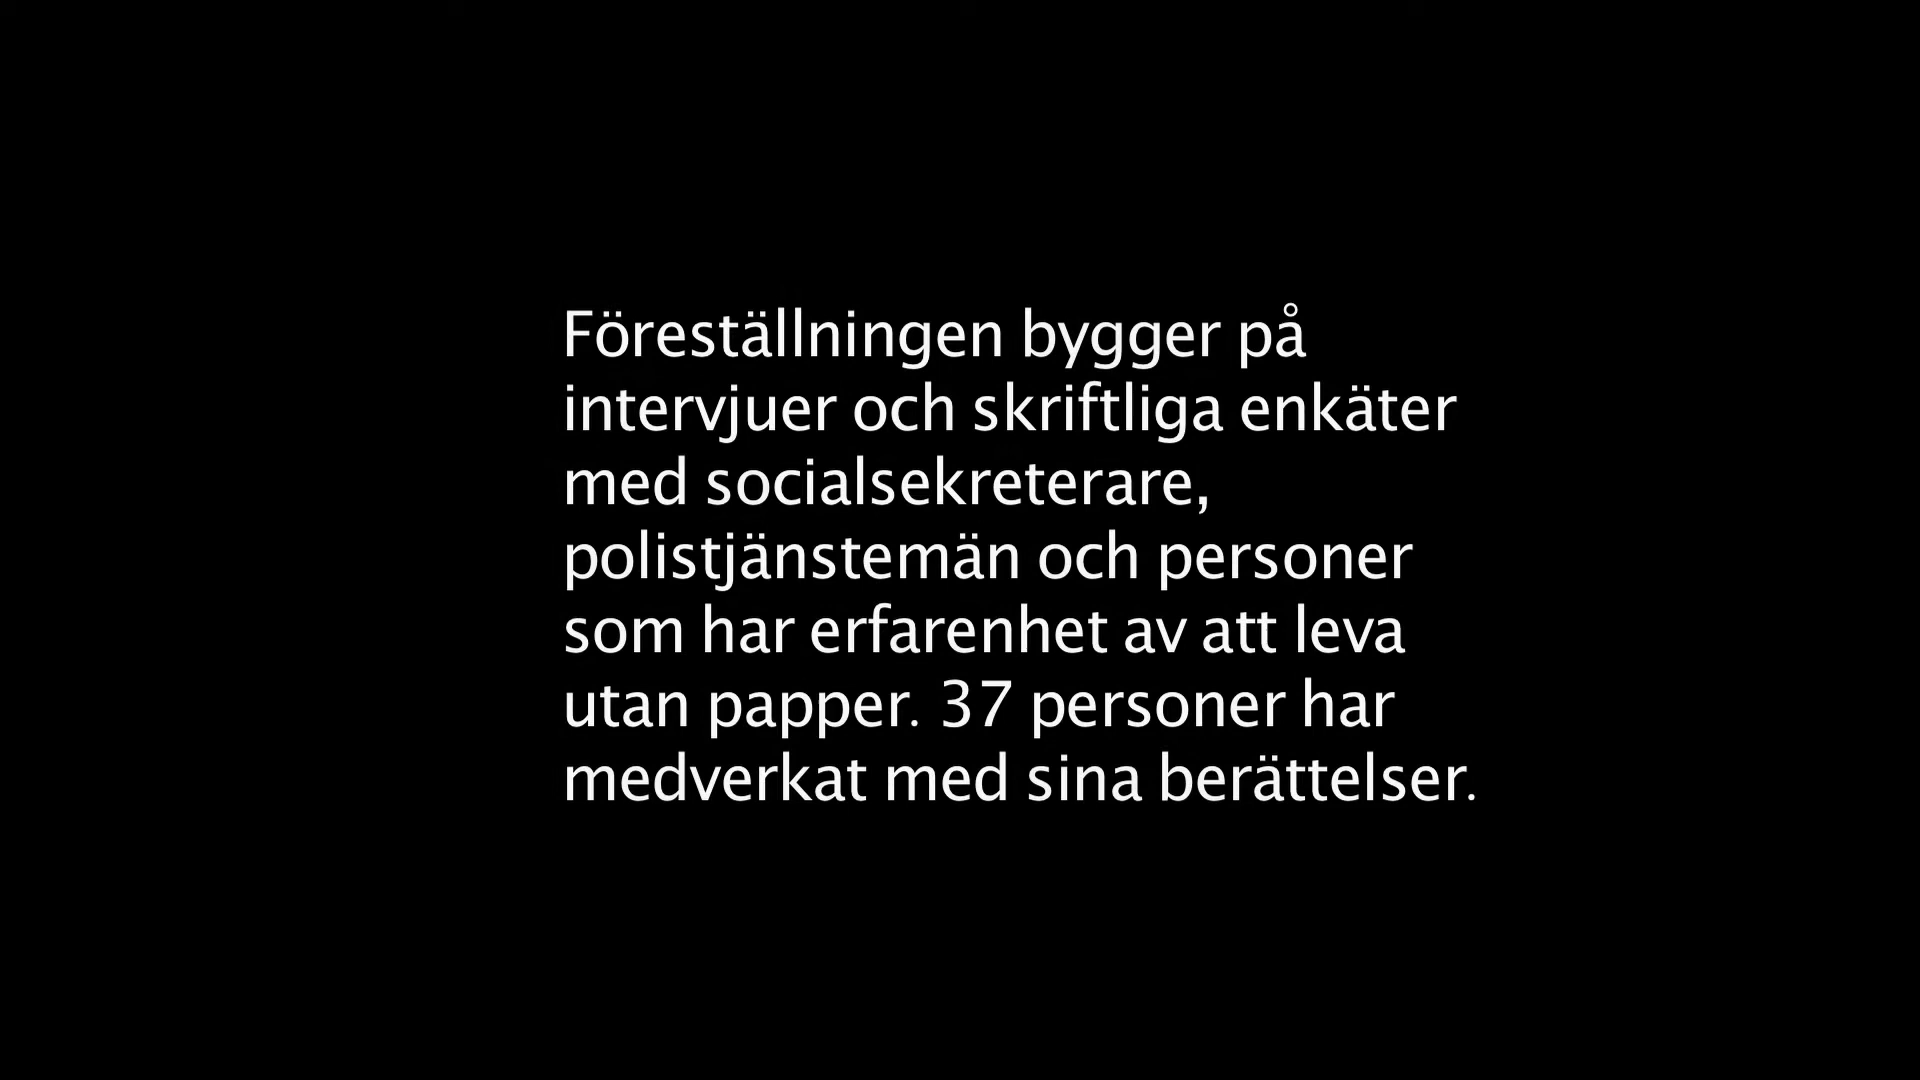 Föreställningen bygger på
intervjuer och skriftliga enkäter
med socialsekreterare,
polistjänstemän och personer
som har erfarenhet av att leva
utan papper. 37 personer har
medverkat med sina berättelser.